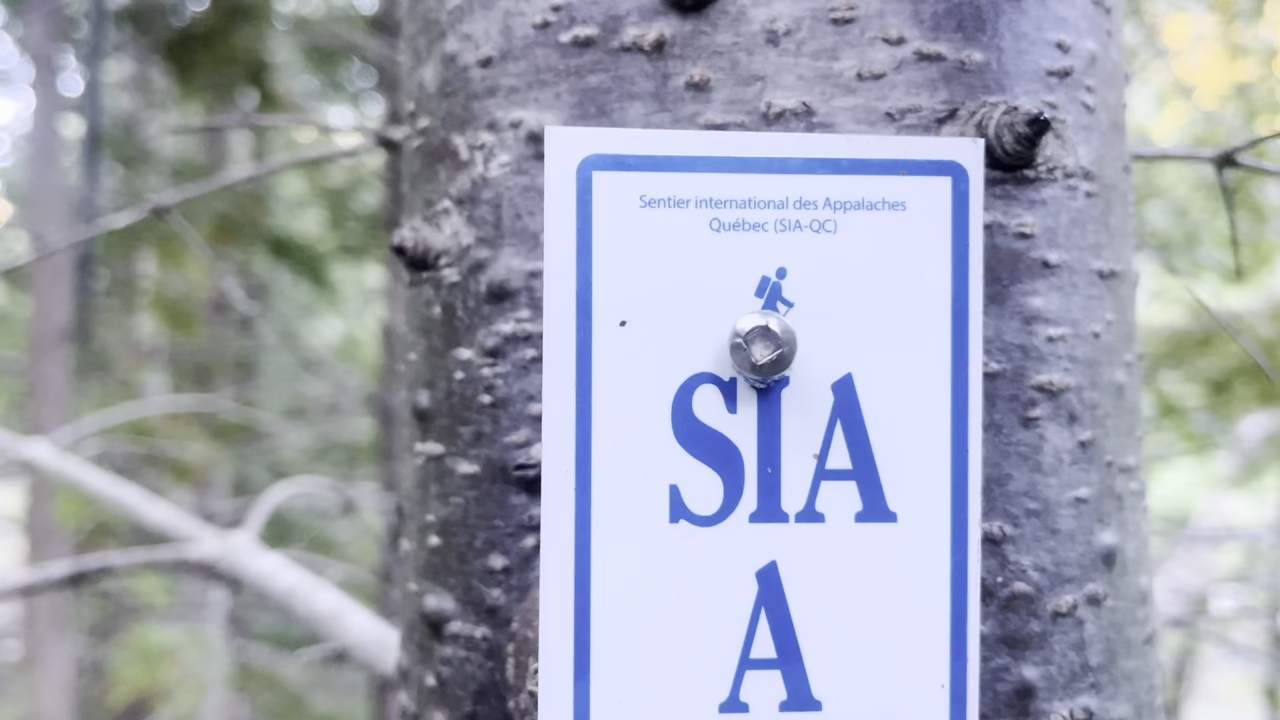 Sentier international des Appalaches
Québec (SIA-QC)
SIA
A